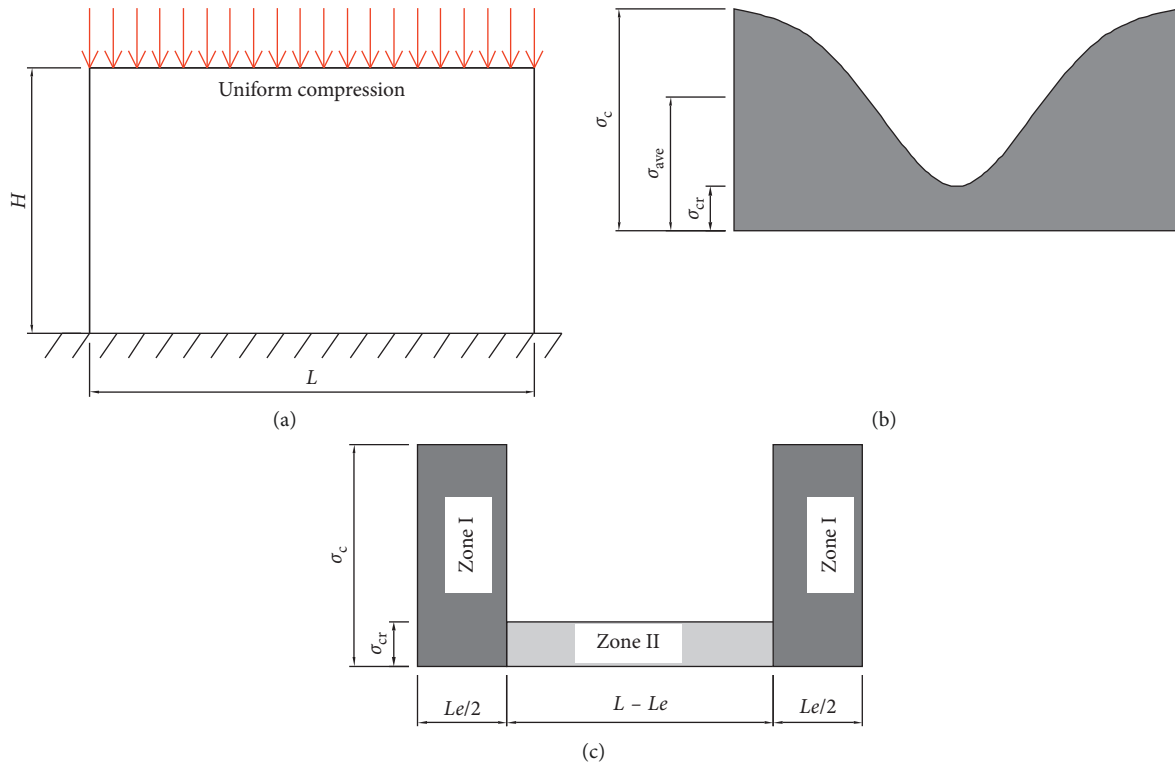 Uniform compression
H
L
(a)
σc
σave
σcr
(b)
σc
σcr
Zone I
Zone II
Zone I
Le/2
L – Le
Le/2
(c)